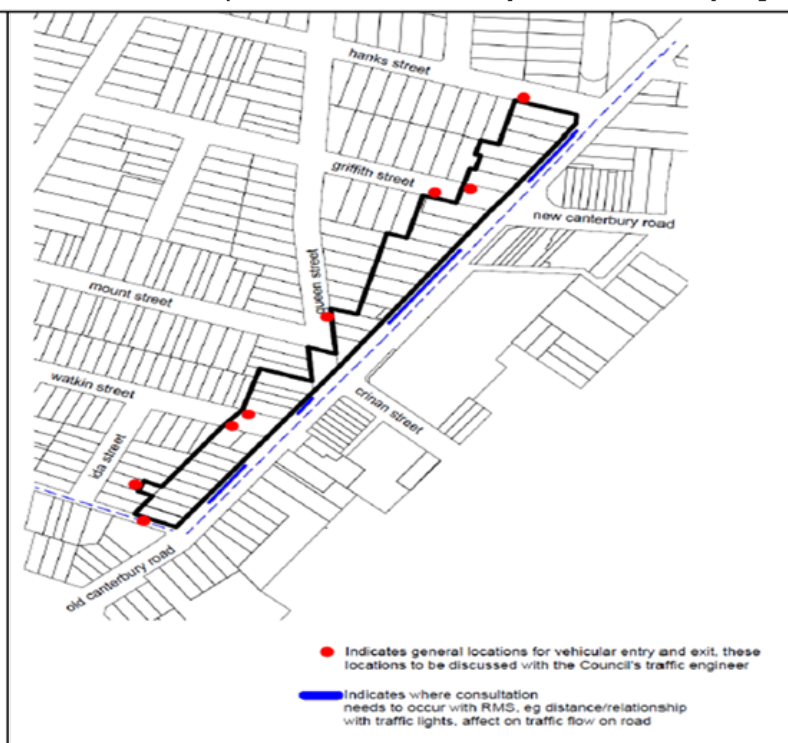 hanks street
griffith street
new canterbury road
queen street
mount street
crinan street
watkin street
ida street
old canterbury road
Indicates general locations for vehicular entry and exit, these
locations to be discussed with the Council's traffic engineer
Indicates where consultation
needs to occur with RMS, eg distance/relationship
with traffic lights, affect on traffic flow on road